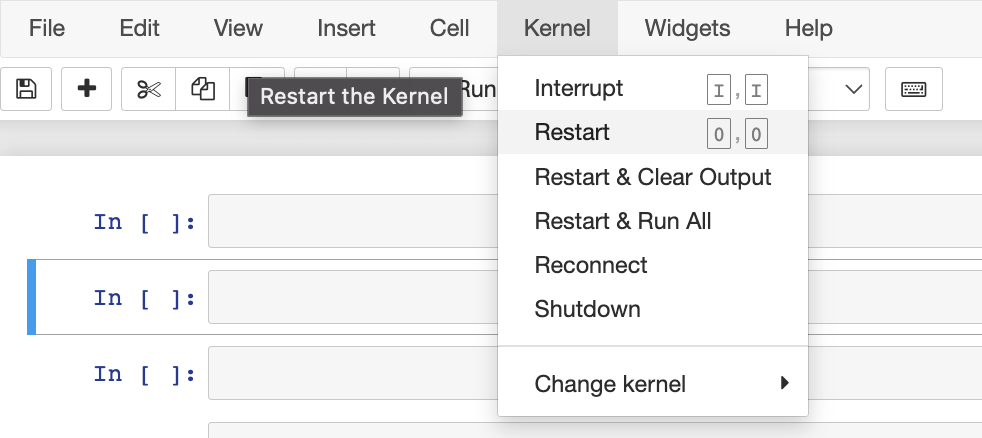 File Edit View Insert Cell Kernel Widgets Help
Restart the Kernel
Run
Interrupt I , I
Restart 0 , 0
Restart & Clear Output
Restart & Run All
Reconnect
Shutdown
Change kernel
In [ ]:
In [ ]:
In [ ]: